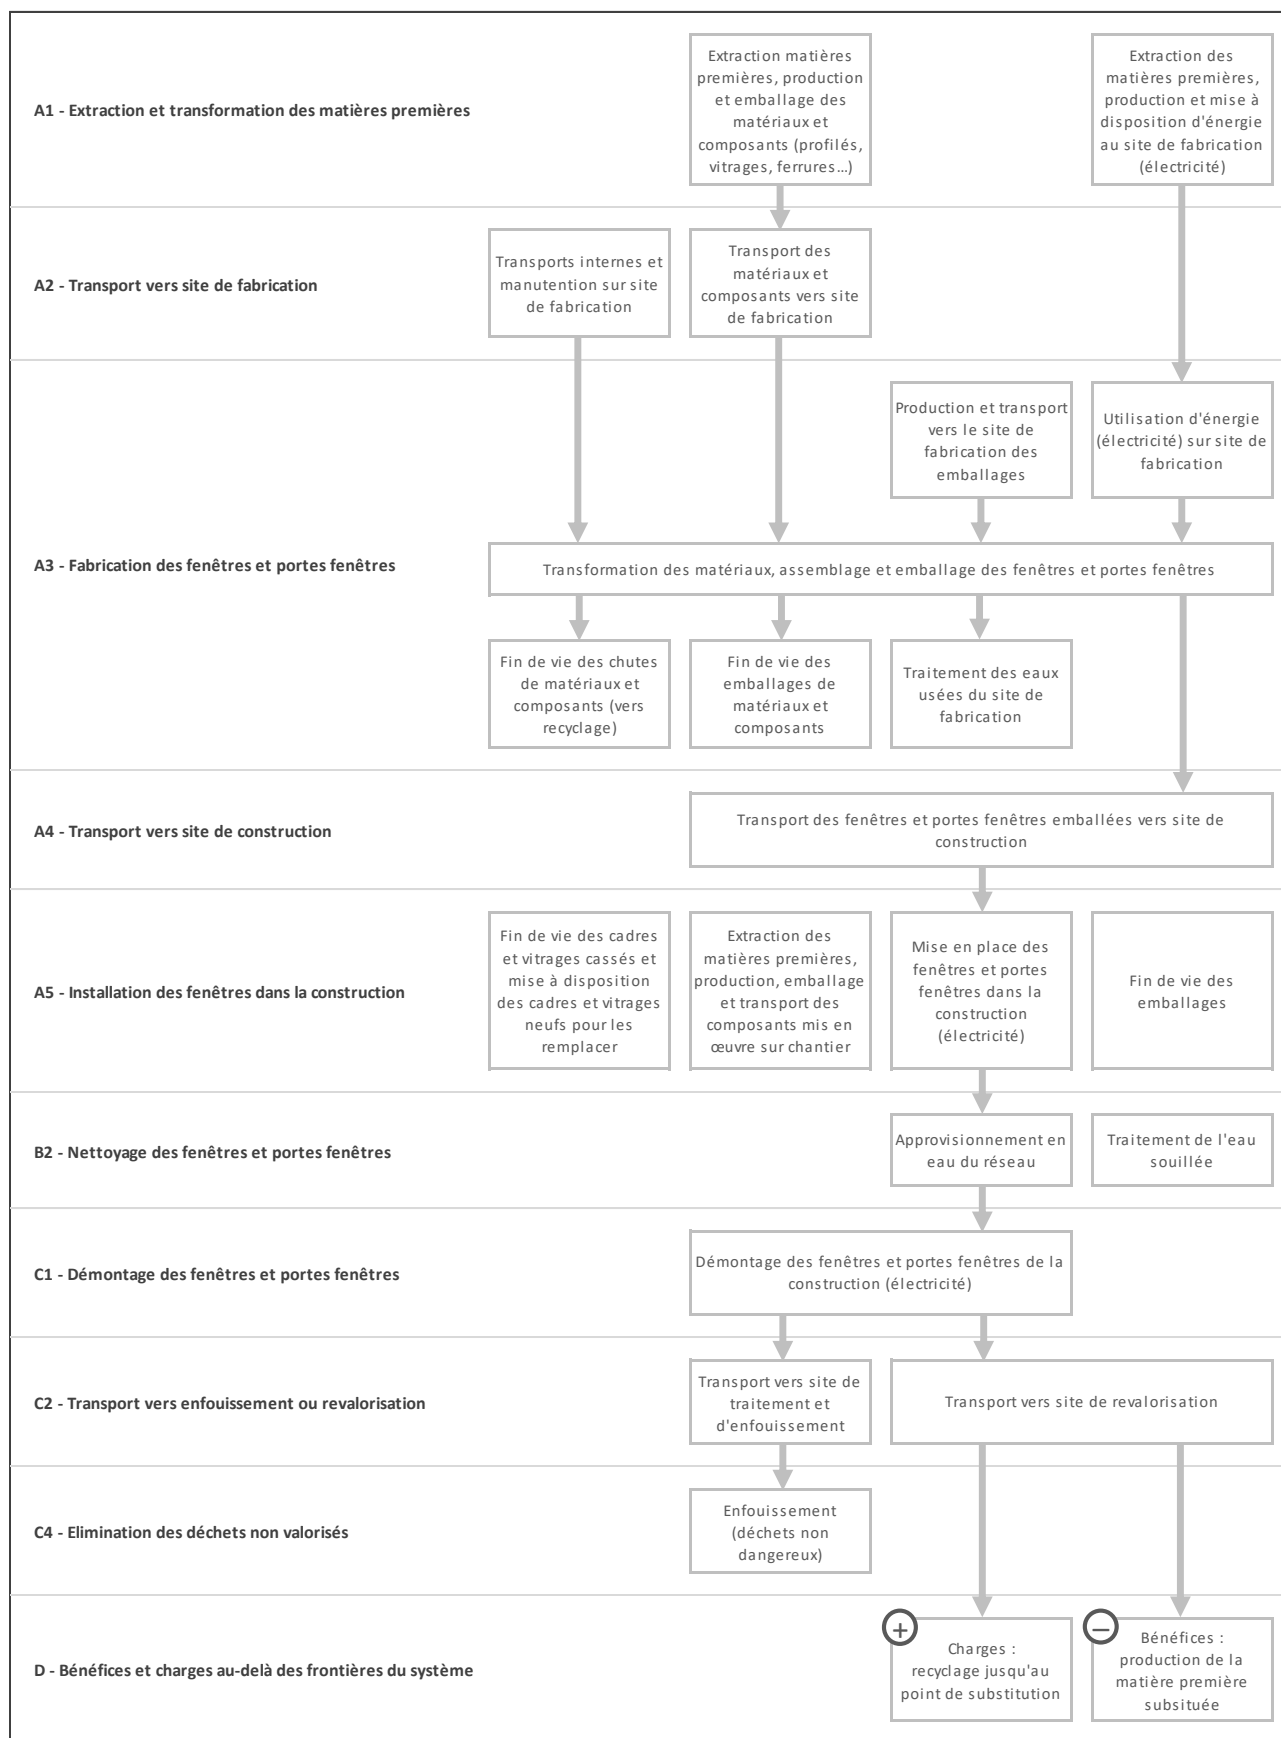 A1 - Extraction et transformation des matières premières
Extraction matières
premières, production
et emballage des
matériaux et
composants (profilés,
vitrages, ferrures…)
Extraction des
matières premières,
production et mise à
disposition d'énergie
au site de fabrication
(électricité)
A2 - Transport vers site de fabrication
Transports internes et
manutention sur site
de fabrication
Transport des
matériaux et
composants vers site
de fabrication
A3 - Fabrication des fenêtres et portes fenêtres
Production et transport
vers le site de
fabrication des
emballages
Utilisation d'énergie
(électricité) sur site de
fabrication
Transformation des matériaux, assemblage et emballage des fenêtres et portes fenêtres
Fin de vie des chutes
de matériaux et
composants (vers
recyclage)
Fin de vie des
emballages de
matériaux et
composants
Traitement des eaux
usées du site de
fabrication
A4 - Transport vers site de construction
Transport des fenêtres et portes fenêtres emballées vers site de
construction
A5 - Installation des fenêtres dans la construction
Fin de vie des cadres
et vitrages cassés et
mise à disposition
des cadres et vitrages
neufs pour les
remplacer
Extraction des
matières premières,
production, emballage
et transport des
composants mis en
œuvre sur chantier
Mise en place des
fenêtres et portes
fenêtres dans la
construction
(électricité)
Fin de vie des
emballages
B2 - Nettoyage des fenêtres et portes fenêtres
Approvisionnement en
eau du réseau
Traitement de l'eau
souillée
C1 - Démontage des fenêtres et portes fenêtres
Démontage des fenêtres et portes fenêtres de la
construction (électricité)
C2 - Transport vers enfouissement ou revalorisation
Transport vers site de
traitement et
d'enfouissement
Transport vers site de revalorisation
C4 - Elimination des déchets non valorisés
Enfouissement
(déchets non
dangereux)
D - Bénéfices et charges au-delà des frontières du système
+
Charges :
recyclage jusqu'au
point de substitution
−
Bénéfices :
production de la
matière première
subsituée